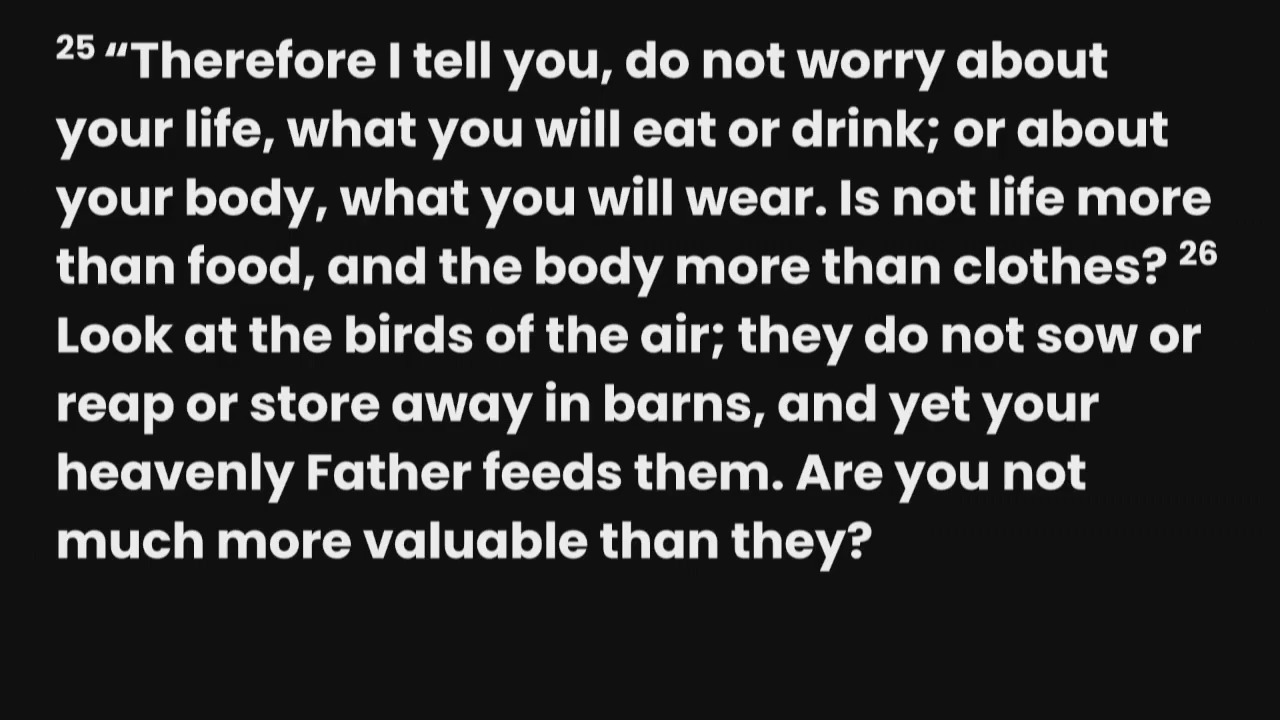 25 “Therefore I tell you, do not worry about
your life, what you will eat or drink; or about
your body, what you will wear. Is not life more
than food, and the body more than clothes? 26
Look at the birds of the air; they do not sow or
reap or store away in barns, and yet your
heavenly Father feeds them. Are you not
much more valuable than they?